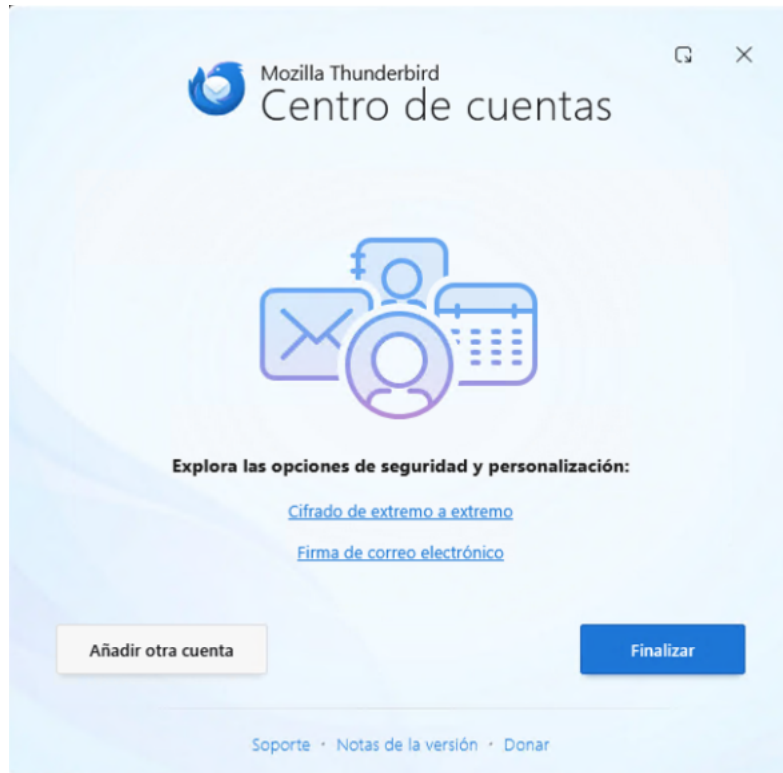 Mozilla Thunderbird
Centro de cuentas
Explora las opciones de seguridad y personalización:
Cifrado de extremo a extremo
Firma de correo electrónico
Añadir otra cuenta
Finalizar
Soporte · Notas de la versión · Donar